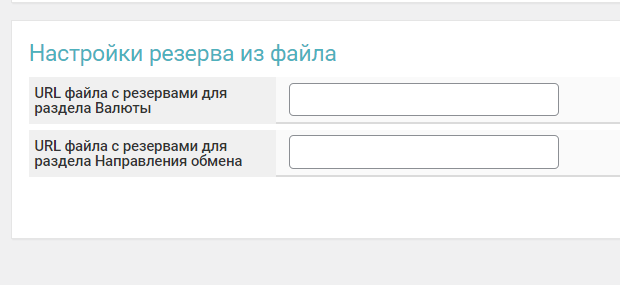 Настройки резерва из файла
URL файла с резервами для
раздела Валюты
URL файла с резервами для
раздела Направления обмена